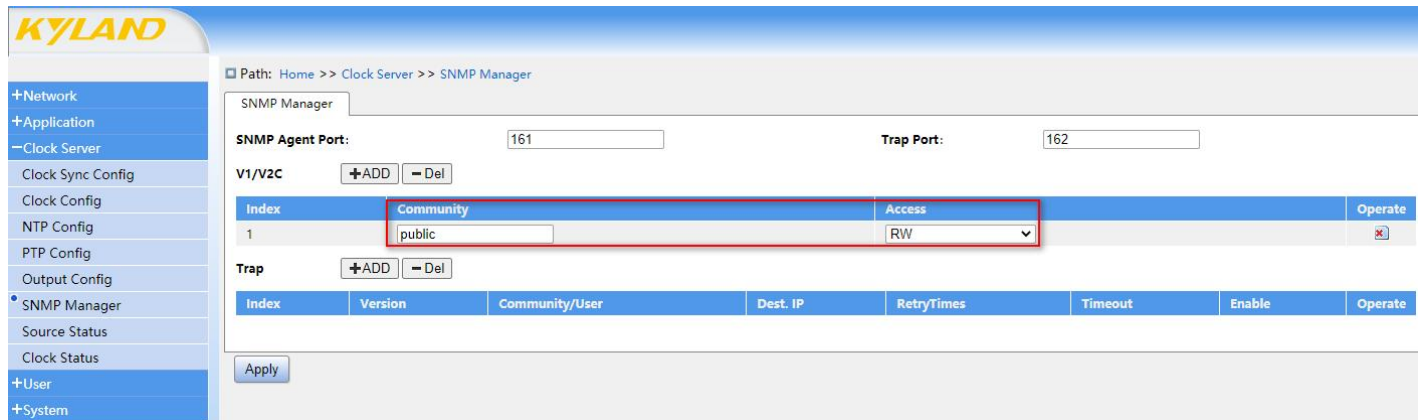 KYLAND
Path: Home >> Clock Server >> SNMP Manager
+Network
+Application
−Clock Server
Clock Sync Config
Clock Config
NTP Config
PTP Config
Output Config
SNMP Manager
Source Status
Clock Status
+User
+System
SNMP Manager
SNMP Agent Port: 161 Trap Port: 162
V1/V2C +ADD −Del
Index Community Access Operate
1 public RW
Trap +ADD −Del
Index Version Community/User Dest. IP RetryTimes Timeout Enable Operate
Apply